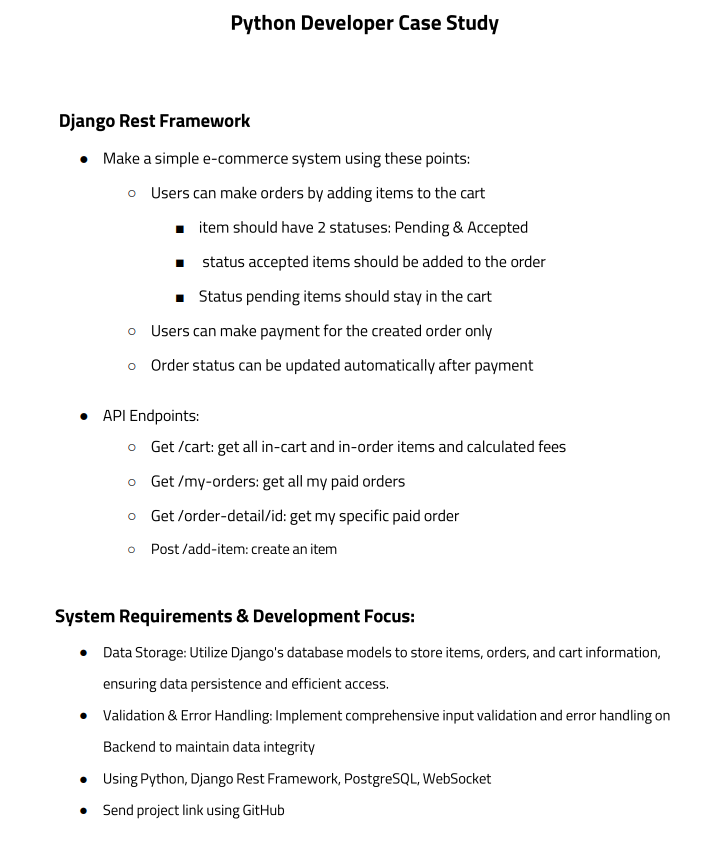 Python Developer Case Study
Django Rest Framework
● Make a simple e-commerce system using these points:
○ Users can make orders by adding items to the cart
■ item should have 2 statuses: Pending & Accepted
■ status accepted items should be added to the order
■ Status pending items should stay in the cart
○ Users can make payment for the created order only
○ Order status can be updated automatically after payment
● API Endpoints:
○ Get /cart: get all in-cart and in-order items and calculated fees
○ Get /my-orders: get all my paid orders
○ Get /order-detail/id: get my specific paid order
○ Post /add-item: create an item
System Requirements & Development Focus:
● Data Storage: Utilize Django's database models to store items, orders, and cart information,
ensuring data persistence and efficient access.
● Validation & Error Handling: Implement comprehensive input validation and error handling on
Backend to maintain data integrity
● Using Python, Django Rest Framework, PostgreSQL, WebSocket
● Send project link using GitHub